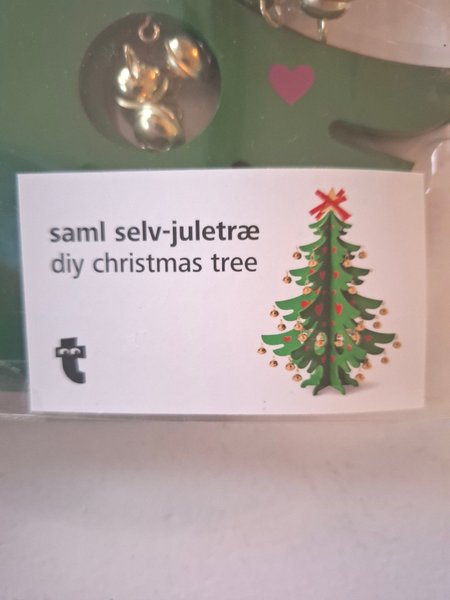 saml selv-juletræ
diy christmas tree
t